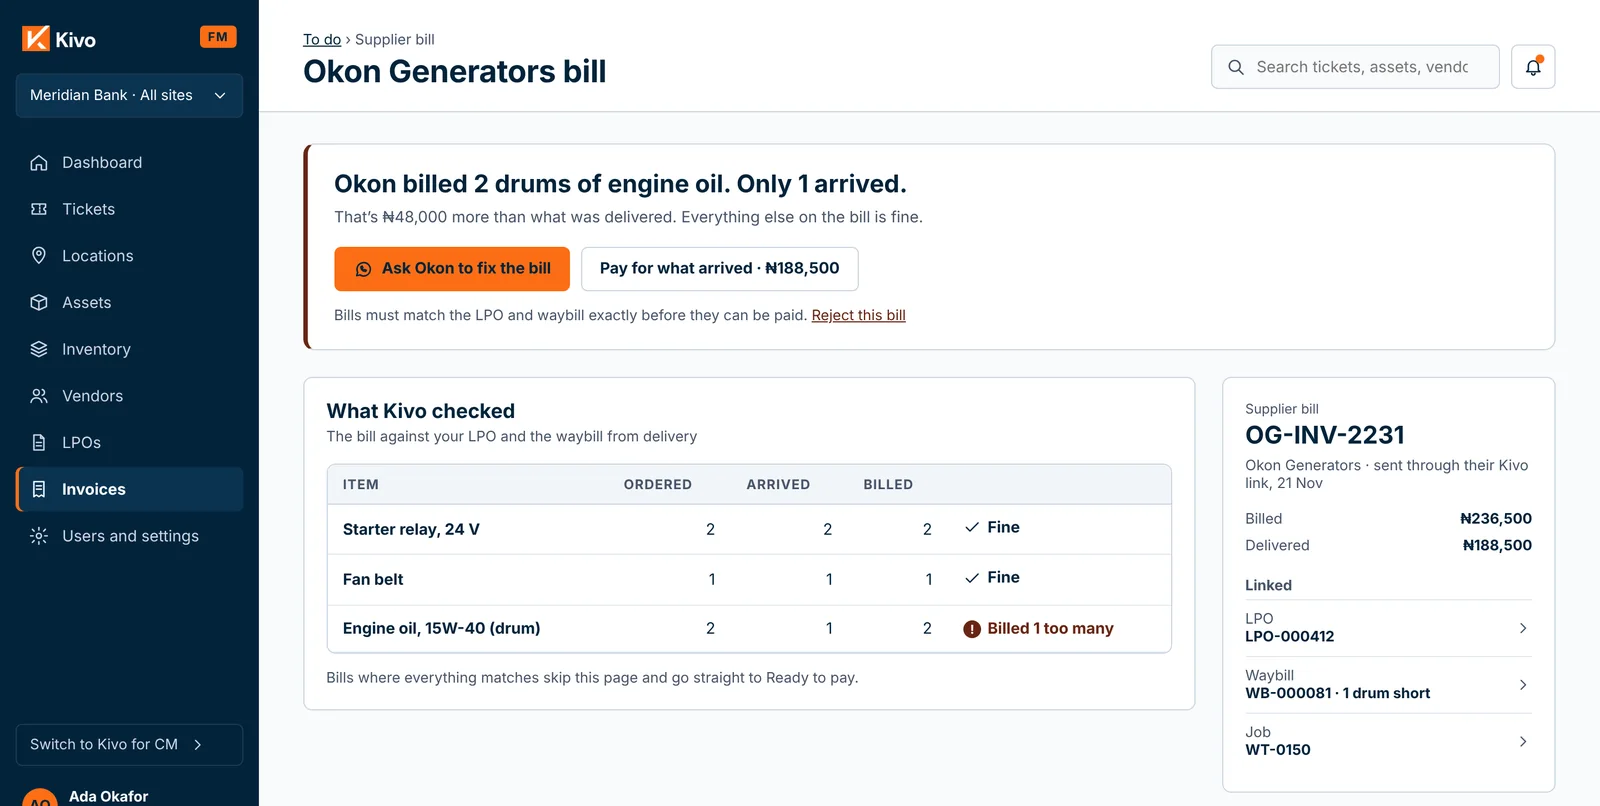 Kivo
FM
Meridian Bank · All sites
Dashboard
Tickets
Locations
Assets
Inventory
Vendors
LPOs
Invoices
Users and settings
Switch to Kivo for CM
AO
Ada Okafor
To do › Supplier bill
Okon Generators bill
Search tickets, assets, vendo
Okon billed 2 drums of engine oil. Only 1 arrived.
That’s ₦48,000 more than what was delivered. Everything else on the bill is fine.
Ask Okon to fix the bill
Pay for what arrived · ₦188,500
Bills must match the LPO and waybill exactly before they can be paid. Reject this bill
What Kivo checked
The bill against your LPO and the waybill from delivery
ITEM ORDERED ARRIVED BILLED
Starter relay, 24 V 2 2 2 Fine
Fan belt 1 1 1 Fine
Engine oil, 15W-40 (drum) 2 1 2 Billed 1 too many
Bills where everything matches skip this page and go straight to Ready to pay.
Supplier bill
OG-INV-2231
Okon Generators · sent through their Kivo
link, 21 Nov
Billed ₦236,500
Delivered ₦188,500
Linked
LPO
LPO-000412
Waybill
WB-000081 · 1 drum short
Job
WT-0150